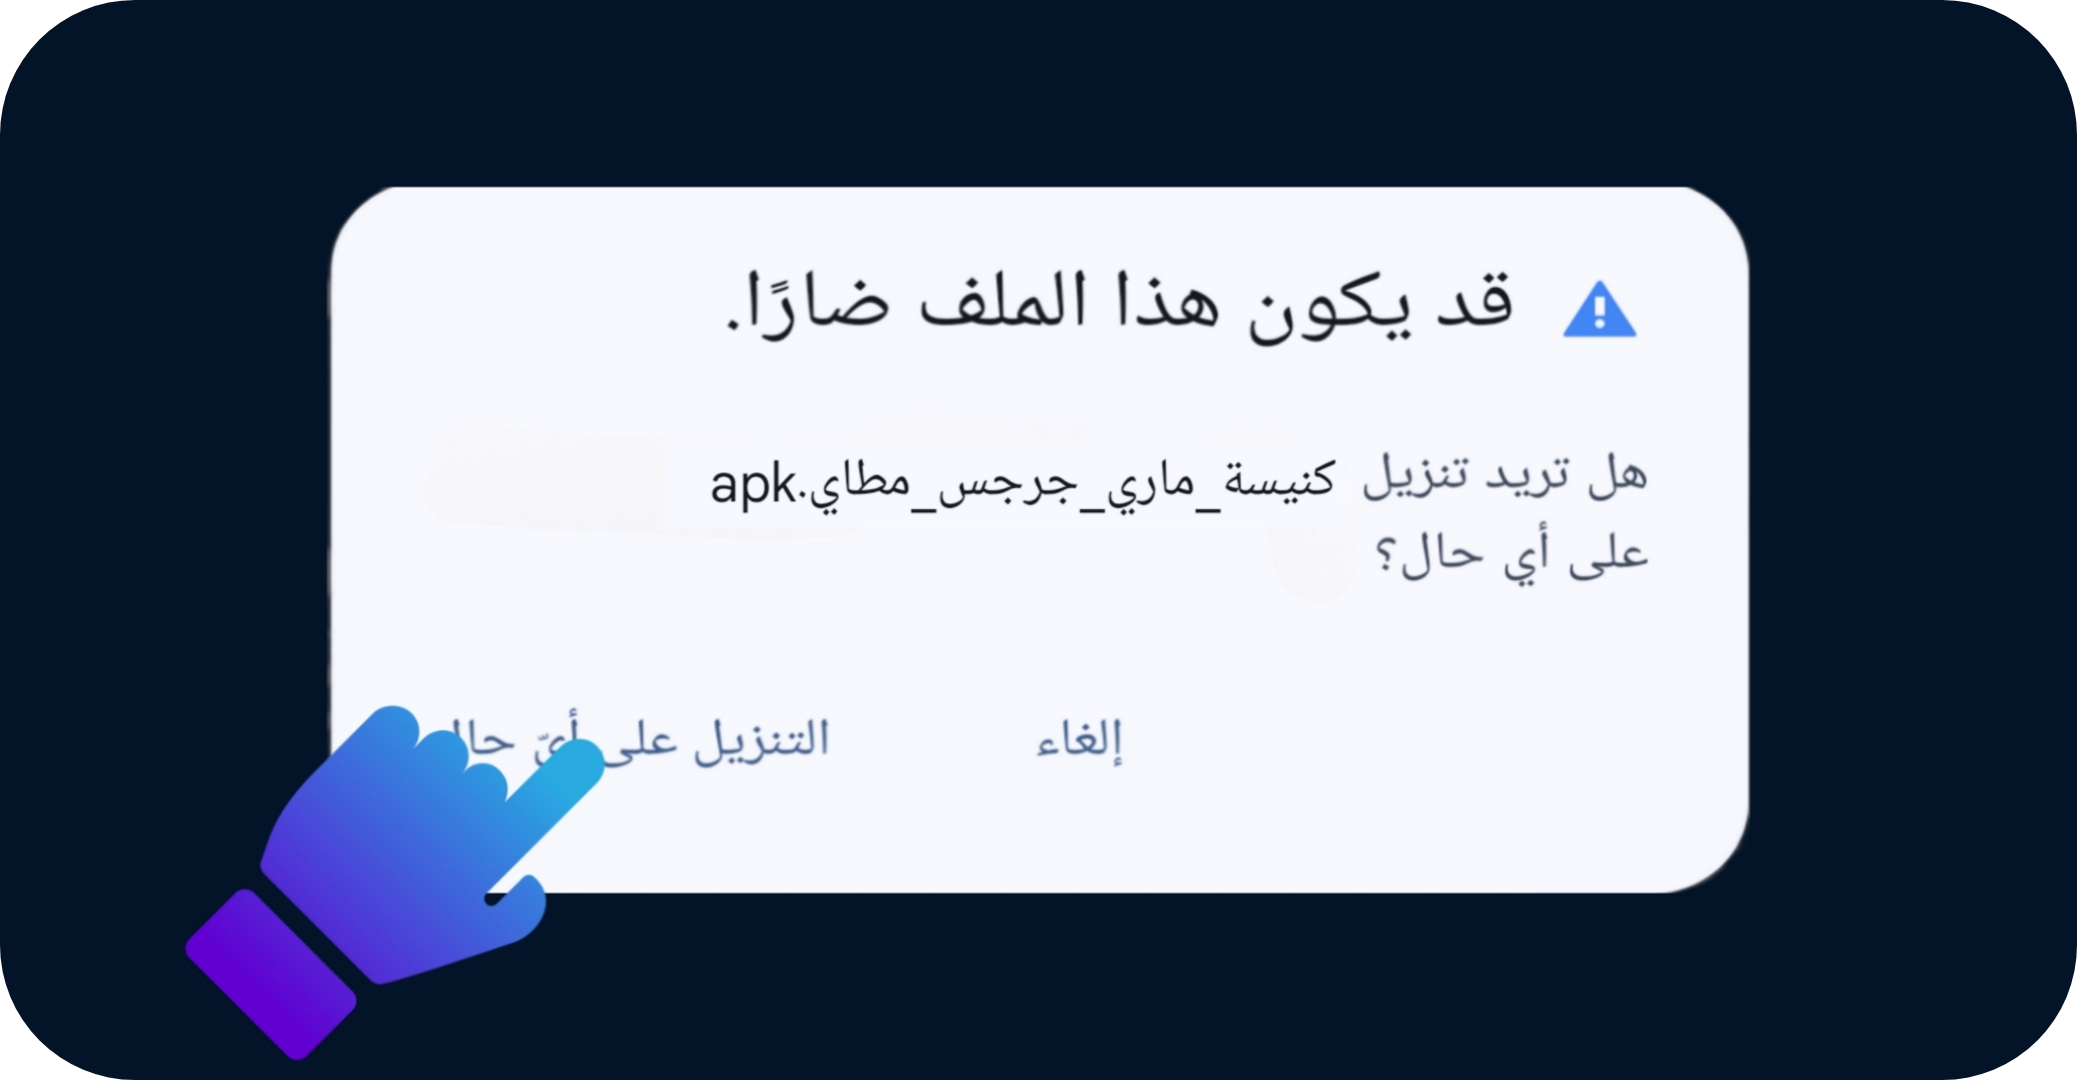 قد يكون هذا الملف ضارًا.
هل تريد تنزيل كنيسة_ماري_جرجس_مطاي.apk
على أي حال؟
إلغاء
التنزيل على أيّ حال